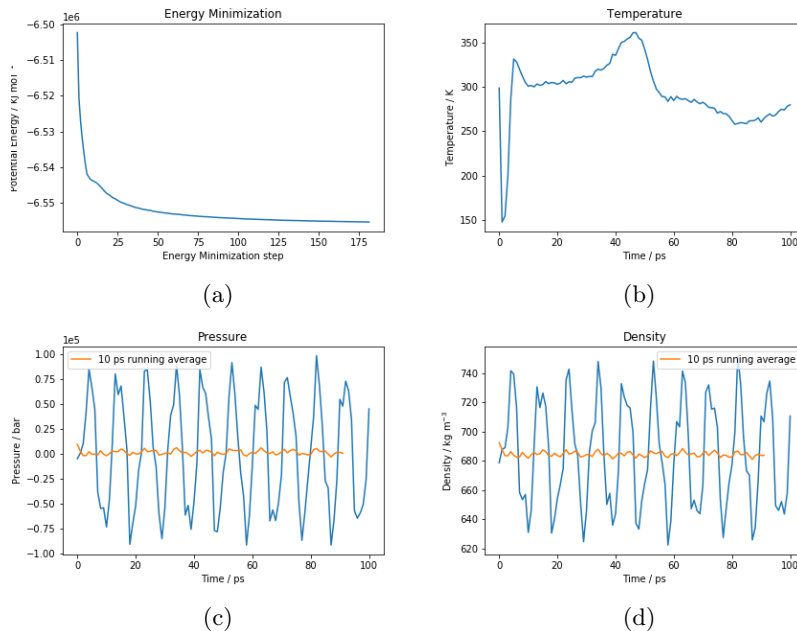 Energy Minimization
1e6
−6.50
−6.51
−6.52
−6.53
−6.54
−6.55
Potential Energy / KJ mol⁻
0 25 50 75 100 125 150 175
Energy Minimization step
(a)
Temperature
350
300
250
200
150
Temperature / K
0 20 40 60 80 100
Time / ps
(b)
Pressure
1e5
1.00
0.75
0.50
0.25
0.00
−0.25
−0.50
−0.75
−1.00
Pressure / bar
10 ps running average
0 20 40 60 80 100
Time / ps
(c)
Density
740
720
700
680
660
640
620
Density / kg m⁻³
10 ps running average
0 20 40 60 80 100
Time / ps
(d)